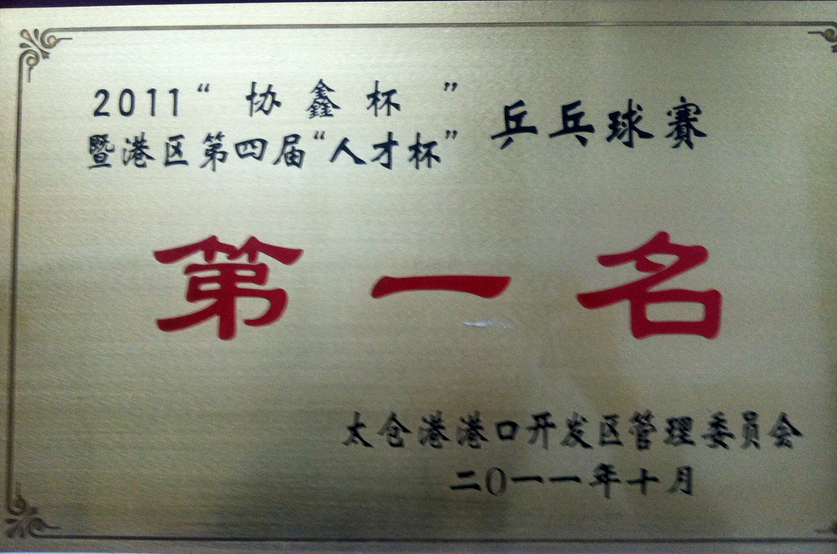 2011“协鑫杯”
暨港区第四届“人才杯”
乒乓球賽
第一名
太仓港港口开发区管理委员会
二〇一一年十月